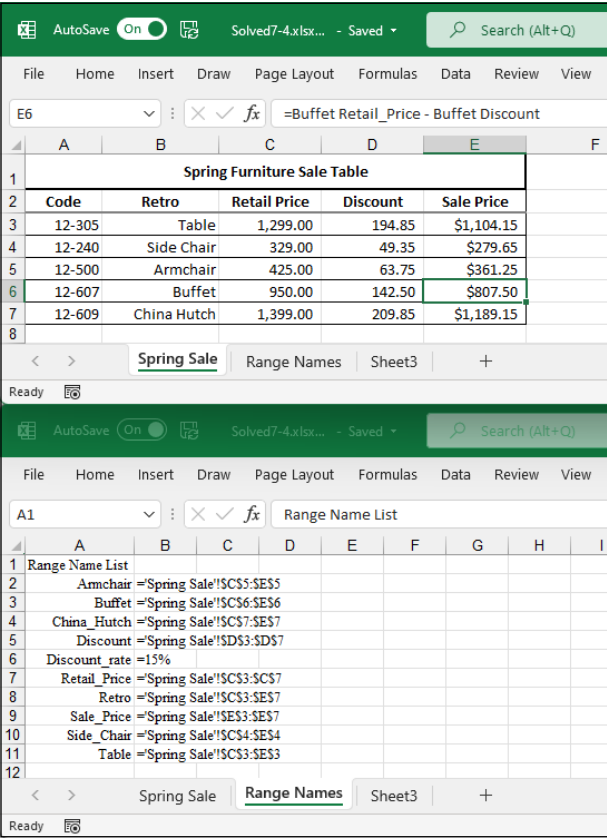 AutoSave On Solved7-4.xlsx... - Saved Search (Alt+Q)
File Home Insert Draw Page Layout Formulas Data Review View
E6 fx =Buffet Retail_Price - Buffet Discount
A B C D E F
1 Spring Furniture Sale Table
2 Code Retro Retail Price Discount Sale Price
3 12-305 Table 1,299.00 194.85 $1,104.15
4 12-240 Side Chair 329.00 49.35 $279.65
5 12-500 Armchair 425.00 63.75 $361.25
6 12-607 Buffet 950.00 142.50 $807.50
7 12-609 China Hutch 1,399.00 209.85 $1,189.15
8
< > Spring Sale Range Names Sheet3 +
Ready
AutoSave On Solved7-4.xlsx... - Saved Search (Alt+Q)
File Home Insert Draw Page Layout Formulas Data Review View
A1 fx Range Name List
A B C D E F G H I
1 Range Name List
2 Armchair ='Spring Sale'!$C$5:$E$5
3 Buffet ='Spring Sale'!$C$6:$E$6
4 China_Hutch ='Spring Sale'!$C$7:$E$7
5 Discount ='Spring Sale'!$D$3:$D$7
6 Discount_rate =15%
7 Retail_Price ='Spring Sale'!$C$3:$C$7
8 Retro ='Spring Sale'!$C$3:$E$7
9 Sale_Price ='Spring Sale'!$E$3:$E$7
10 Side_Chair ='Spring Sale'!$C$4:$E$4
11 Table ='Spring Sale'!$C$3:$E$3
12
< > Spring Sale Range Names Sheet3 +
Ready